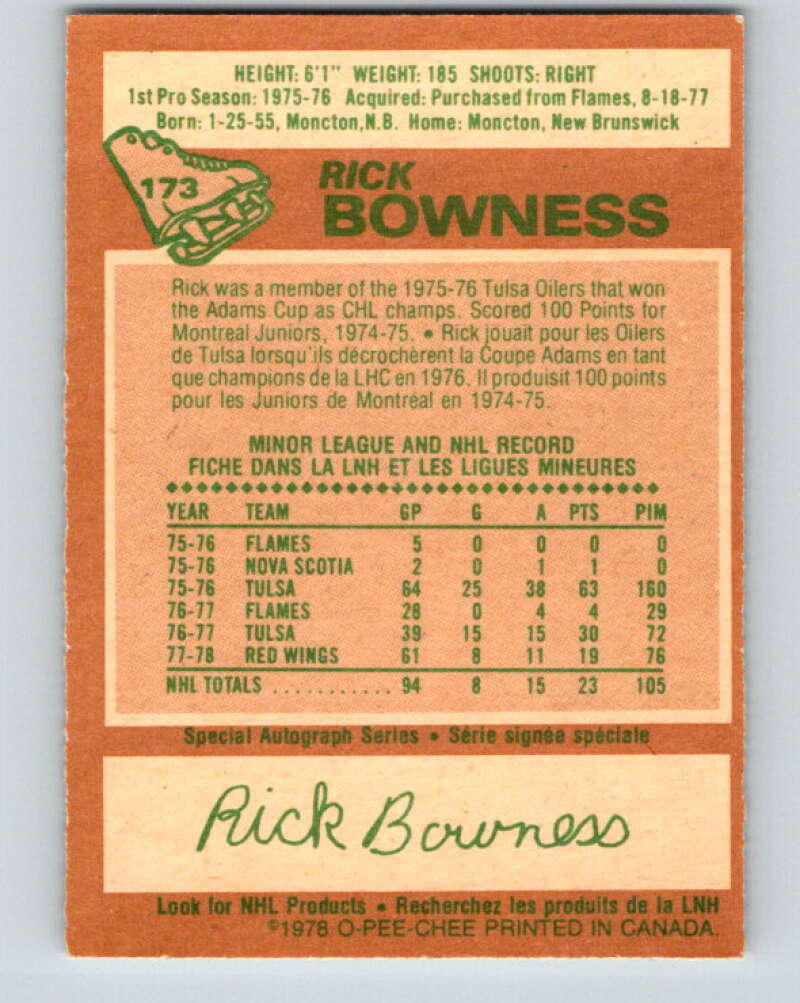 HEIGHT: 6'1" WEIGHT: 185 SHOOTS: RIGHT
1st Pro Season: 1975-76 Acquired: Purchased from Flames, 8-18-77
Born: 1-25-55, Moncton, N.B. Home: Moncton, New Brunswick
173
RICK
BOWNESS
Rick was a member of the 1975-76 Tulsa Oilers that won
the Adams Cup as CHL champs. Scored 100 Points for
Montreal Juniors, 1974-75. • Rick jouait pour les Oilers
de Tulsa lorsqu'ils décrochèrent la Coupe Adams en tant
que champions de la LHC en 1976. Il produisit 100 points
pour les Juniors de Montréal en 1974-75.
MINOR LEAGUE AND NHL RECORD
FICHE DANS LA LNH ET LES LIGUES MINEURES
YEAR TEAM GP G A PTS PIM
75-76 FLAMES 5 0 0 0 0
75-76 NOVA SCOTIA 2 0 1 1 0
75-76 TULSA 64 25 38 63 160
76-77 FLAMES 28 0 4 4 29
76-77 TULSA 39 15 15 30 72
77-78 RED WINGS 61 8 11 19 76
NHL TOTALS ............ 94 8 15 23 105
Special Autograph Series • Série signée spéciale
Rick Bowness
Look for NHL Products • Recherchez les produits de la LNH
©1978 O-PEE-CHEE PRINTED IN CANADA.